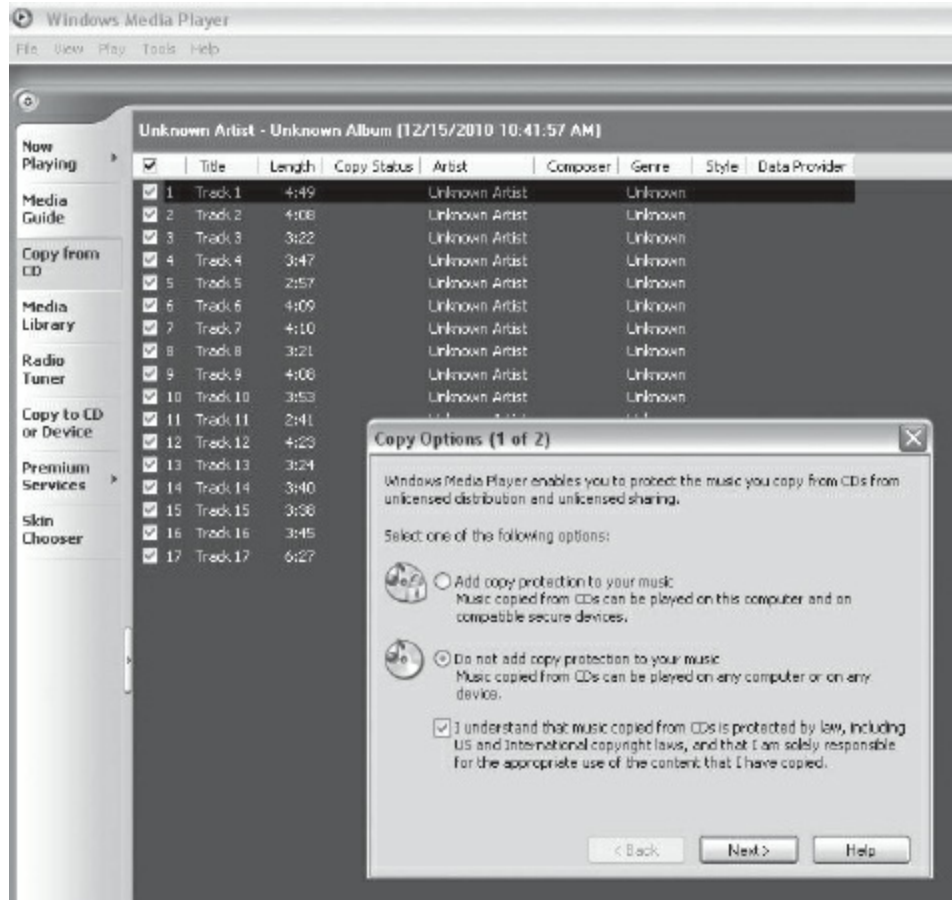 Windows Media Player
File View Play Tools Help
Now Playing
Media Guide
Copy from CD
Media Library
Radio Tuner
Copy to CD or Device
Premium Services
Skin Chooser
Unknown Artist - Unknown Album (12/15/2010 10:41:57 AM)
Title Length Copy Status Artist Composer Genre Style Data Provider
1 Track 1 4:49 Unknown Artist Unknown
2 Track 2 4:08 Unknown Artist Unknown
3 Track 3 3:22 Unknown Artist Unknown
4 Track 4 3:47 Unknown Artist Unknown
5 Track 5 2:57 Unknown Artist Unknown
6 Track 6 4:09 Unknown Artist Unknown
7 Track 7 4:10 Unknown Artist Unknown
8 Track 8 3:21 Unknown Artist Unknown
9 Track 9 4:08 Unknown Artist Unknown
10 Track 10 3:53 Unknown Artist Unknown
11 Track 11 2:41
12 Track 12 4:23
13 Track 13 3:24
14 Track 14 3:40
15 Track 15 3:38
16 Track 16 3:45
17 Track 17 6:27
Copy Options (1 of 2)
Windows Media Player enables you to protect the music you copy from CDs from
unlicensed distribution and unlicensed sharing.
Select one of the following options:
Add copy protection to your music
Music copied from CDs can be played on this computer and on
compatible secure devices.
Do not add copy protection to your music
Music copied from CDs can be played on any computer or on any
device.
I understand that music copied from CDs is protected by law, including
US and International copyright laws, and that I am solely responsible
for the appropriate use of the content that I have copied.
< Back Next > Help